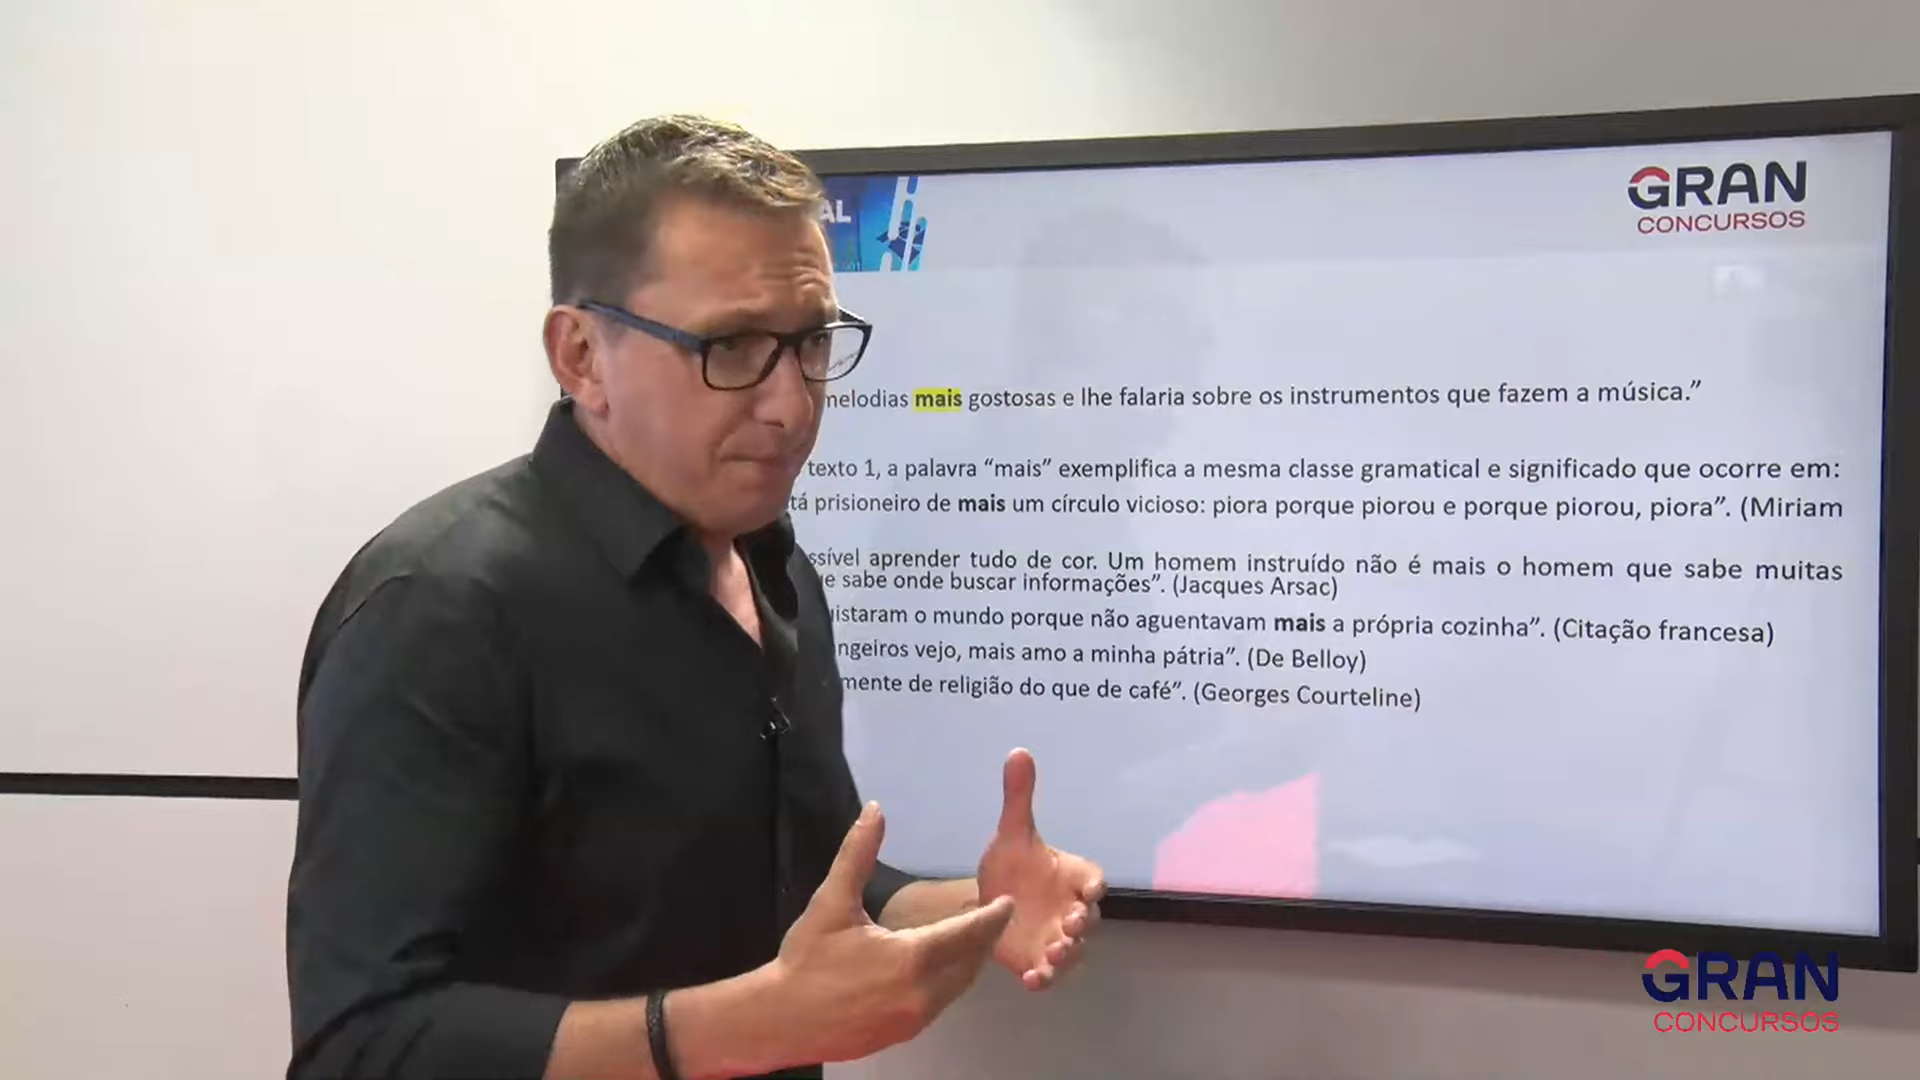 AL
GRAN
CONCURSOS
melodias mais gostosas e lhe falaria sobre os instrumentos que fazem a música.”
texto 1, a palavra “mais” exemplifica a mesma classe gramatical e significado que ocorre em:
tá prisioneiro de mais um círculo vicioso: piora porque piorou e porque piorou, piora”. (Miriam
ssível aprender tudo de cor. Um homem instruído não é mais o homem que sabe muitas
e sabe onde buscar informações”. (Jacques Arsac)
istaram o mundo porque não aguentavam mais a própria cozinha”. (Citação francesa)
ngeiros vejo, mais amo a minha pátria”. (De Belloy)
mente de religião do que de café”. (Georges Courteline)
GRAN
CONCURSOS